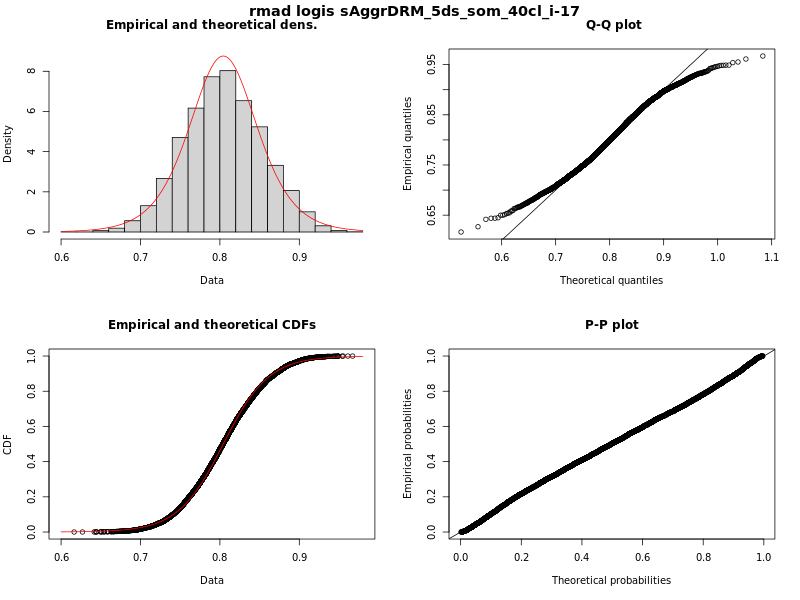 rmad logis sAggrDRM_5ds_som_40cl_i-17
Empirical and theoretical dens.
Density
0 2 4 6 8
0.6 0.7 0.8 0.9
Data
Q-Q plot
Empirical quantiles
0.65 0.75 0.85 0.95
0.6 0.7 0.8 0.9 1.0 1.1
Theoretical quantiles
Empirical and theoretical CDFs
CDF
0.0 0.2 0.4 0.6 0.8 1.0
0.6 0.7 0.8 0.9
Data
P-P plot
Empirical probabilities
0.0 0.2 0.4 0.6 0.8 1.0
0.0 0.2 0.4 0.6 0.8 1.0
Theoretical probabilities